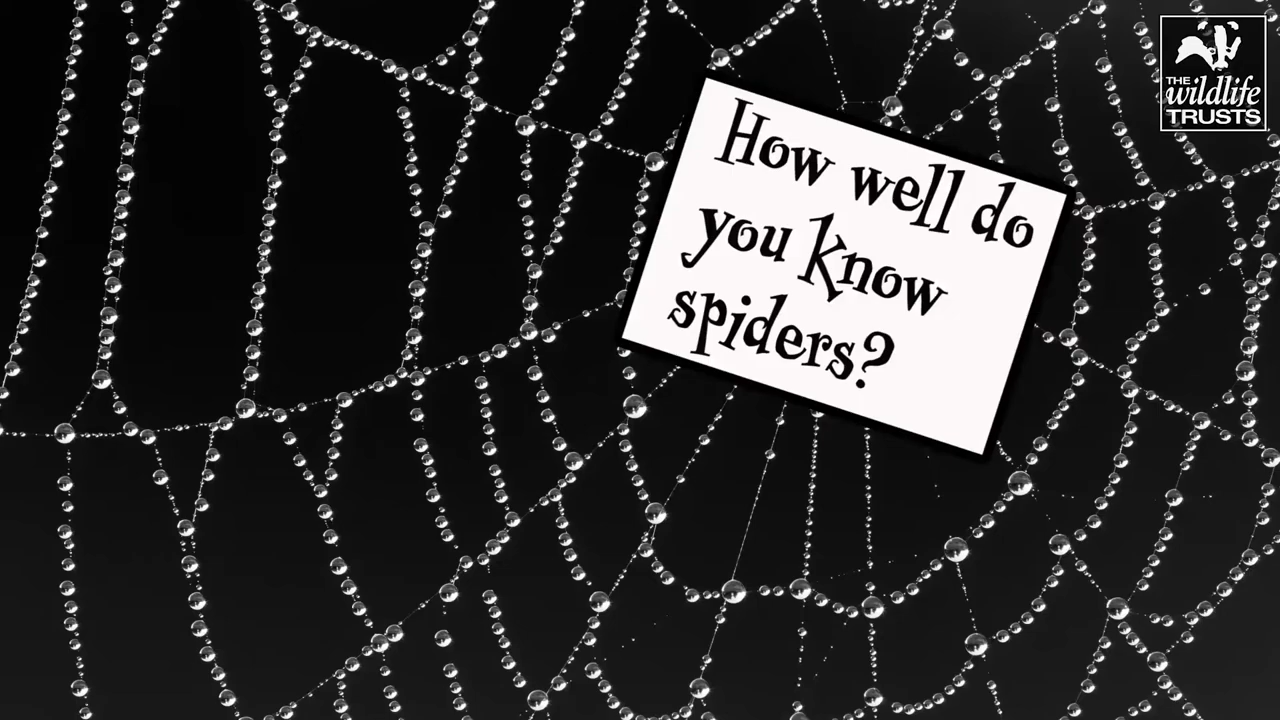 How well do
you know
spiders?
THE
wildlife
TRUSTS